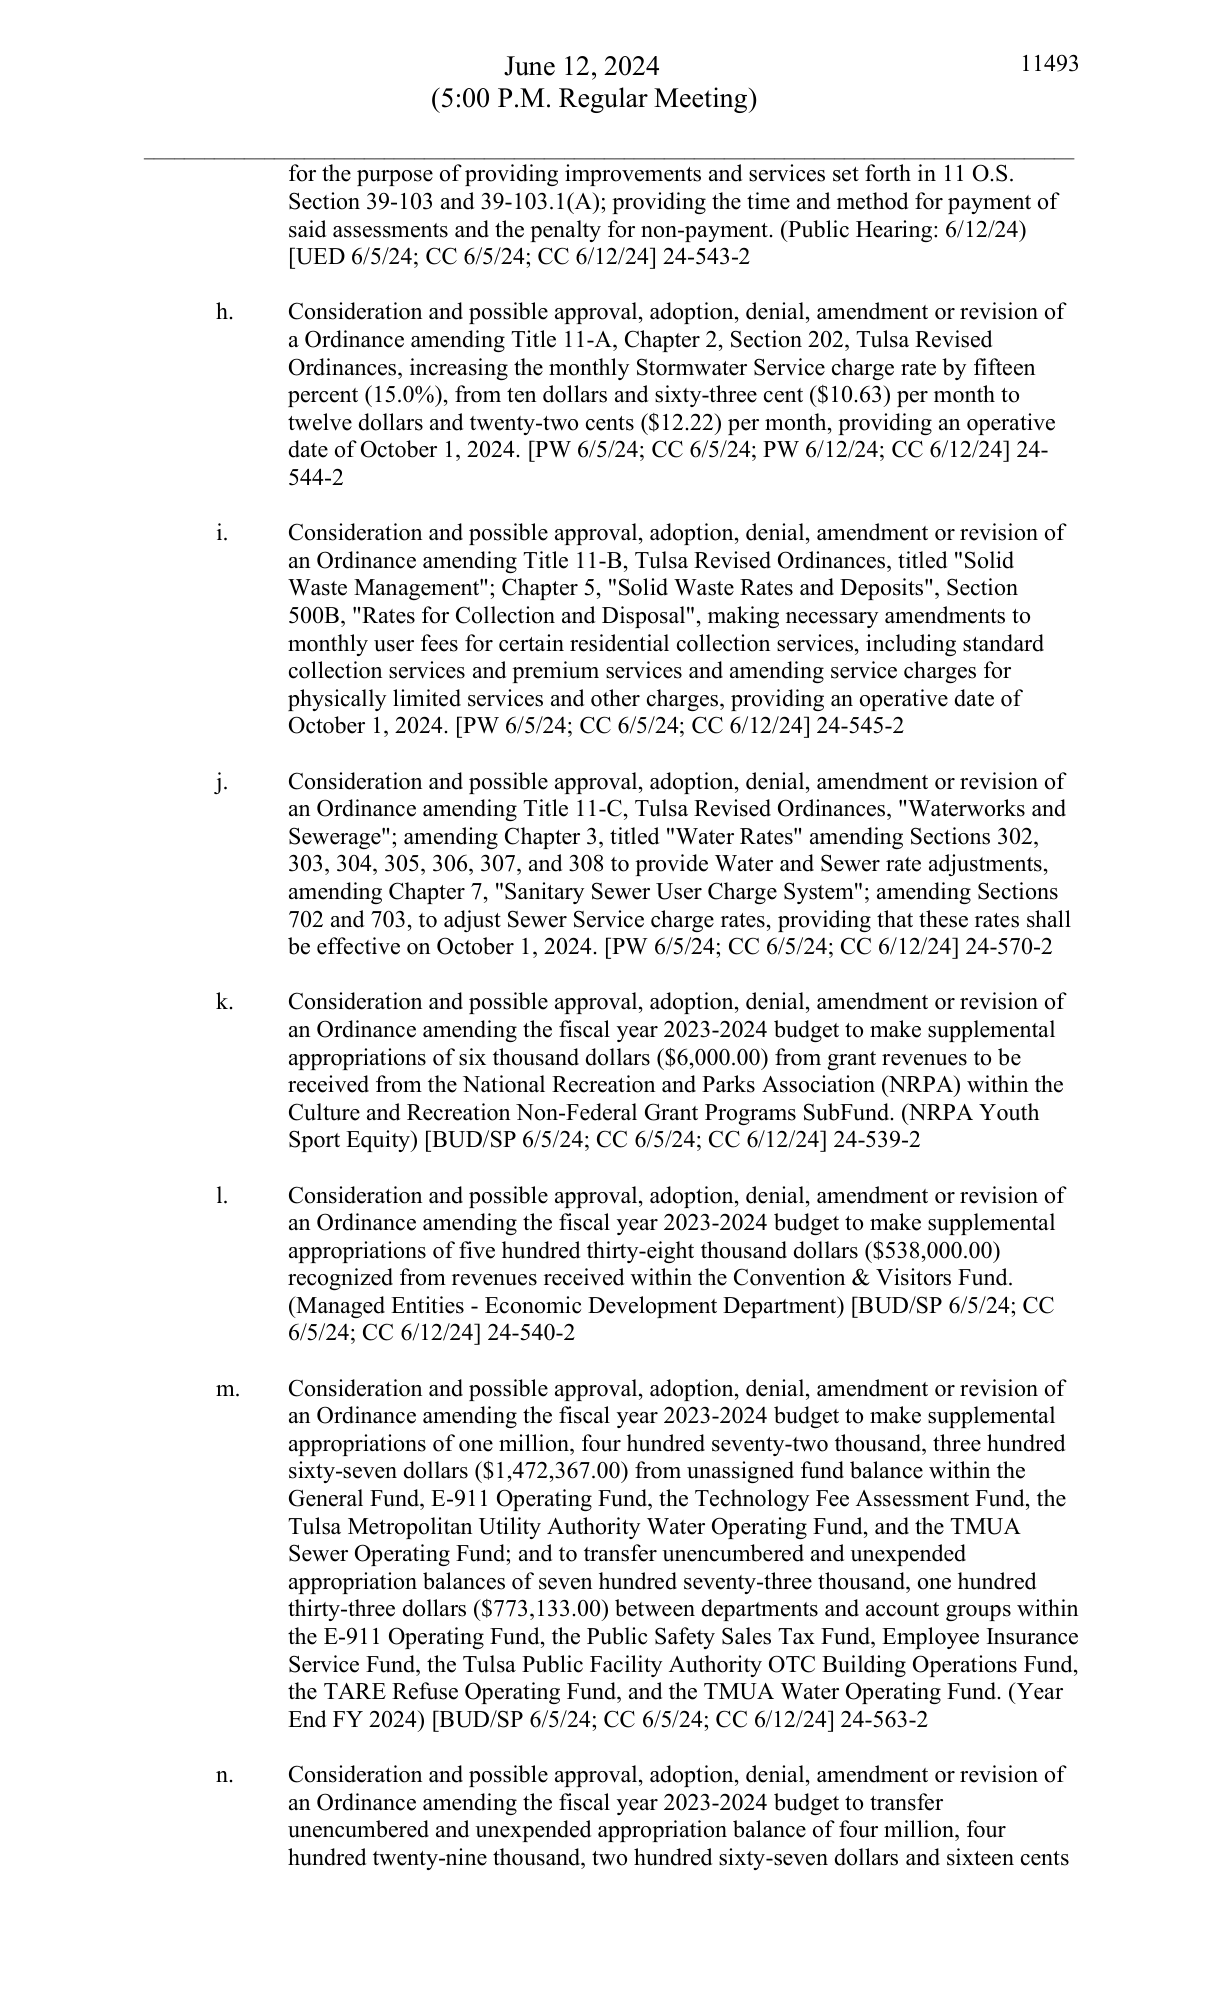 June 12, 2024
11493
(5:00 P.M. Regular Meeting)
for the purpose of providing improvements and services set forth in 11 O.S.
Section 39-103 and 39-103.1(A); providing the time and method for payment of
said assessments and the penalty for non-payment. (Public Hearing: 6/12/24)
[UED 6/5/24; CC 6/5/24; CC 6/12/24] 24-543-2
h. Consideration and possible approval, adoption, denial, amendment or revision of
a Ordinance amending Title 11-A, Chapter 2, Section 202, Tulsa Revised
Ordinances, increasing the monthly Stormwater Service charge rate by fifteen
percent (15.0%), from ten dollars and sixty-three cent ($10.63) per month to
twelve dollars and twenty-two cents ($12.22) per month, providing an operative
date of October 1, 2024. [PW 6/5/24; CC 6/5/24; PW 6/12/24; CC 6/12/24] 24-
544-2
i. Consideration and possible approval, adoption, denial, amendment or revision of
an Ordinance amending Title 11-B, Tulsa Revised Ordinances, titled "Solid
Waste Management"; Chapter 5, "Solid Waste Rates and Deposits", Section
500B, "Rates for Collection and Disposal", making necessary amendments to
monthly user fees for certain residential collection services, including standard
collection services and premium services and amending service charges for
physically limited services and other charges, providing an operative date of
October 1, 2024. [PW 6/5/24; CC 6/5/24; CC 6/12/24] 24-545-2
j. Consideration and possible approval, adoption, denial, amendment or revision of
an Ordinance amending Title 11-C, Tulsa Revised Ordinances, "Waterworks and
Sewerage"; amending Chapter 3, titled "Water Rates" amending Sections 302,
303, 304, 305, 306, 307, and 308 to provide Water and Sewer rate adjustments,
amending Chapter 7, "Sanitary Sewer User Charge System"; amending Sections
702 and 703, to adjust Sewer Service charge rates, providing that these rates shall
be effective on October 1, 2024. [PW 6/5/24; CC 6/5/24; CC 6/12/24] 24-570-2
k. Consideration and possible approval, adoption, denial, amendment or revision of
an Ordinance amending the fiscal year 2023-2024 budget to make supplemental
appropriations of six thousand dollars ($6,000.00) from grant revenues to be
received from the National Recreation and Parks Association (NRPA) within the
Culture and Recreation Non-Federal Grant Programs SubFund. (NRPA Youth
Sport Equity) [BUD/SP 6/5/24; CC 6/5/24; CC 6/12/24] 24-539-2
l. Consideration and possible approval, adoption, denial, amendment or revision of
an Ordinance amending the fiscal year 2023-2024 budget to make supplemental
appropriations of five hundred thirty-eight thousand dollars ($538,000.00)
recognized from revenues received within the Convention & Visitors Fund.
(Managed Entities - Economic Development Department) [BUD/SP 6/5/24; CC
6/5/24; CC 6/12/24] 24-540-2
m. Consideration and possible approval, adoption, denial, amendment or revision of
an Ordinance amending the fiscal year 2023-2024 budget to make supplemental
appropriations of one million, four hundred seventy-two thousand, three hundred
sixty-seven dollars ($1,472,367.00) from unassigned fund balance within the
General Fund, E-911 Operating Fund, the Technology Fee Assessment Fund, the
Tulsa Metropolitan Utility Authority Water Operating Fund, and the TMUA
Sewer Operating Fund; and to transfer unencumbered and unexpended
appropriation balances of seven hundred seventy-three thousand, one hundred
thirty-three dollars ($773,133.00) between departments and account groups within
the E-911 Operating Fund, the Public Safety Sales Tax Fund, Employee Insurance
Service Fund, the Tulsa Public Facility Authority OTC Building Operations Fund,
the TARE Refuse Operating Fund, and the TMUA Water Operating Fund. (Year
End FY 2024) [BUD/SP 6/5/24; CC 6/5/24; CC 6/12/24] 24-563-2
n. Consideration and possible approval, adoption, denial, amendment or revision of
an Ordinance amending the fiscal year 2023-2024 budget to transfer
unencumbered and unexpended appropriation balance of four million, four
hundred twenty-nine thousand, two hundred sixty-seven dollars and sixteen cents